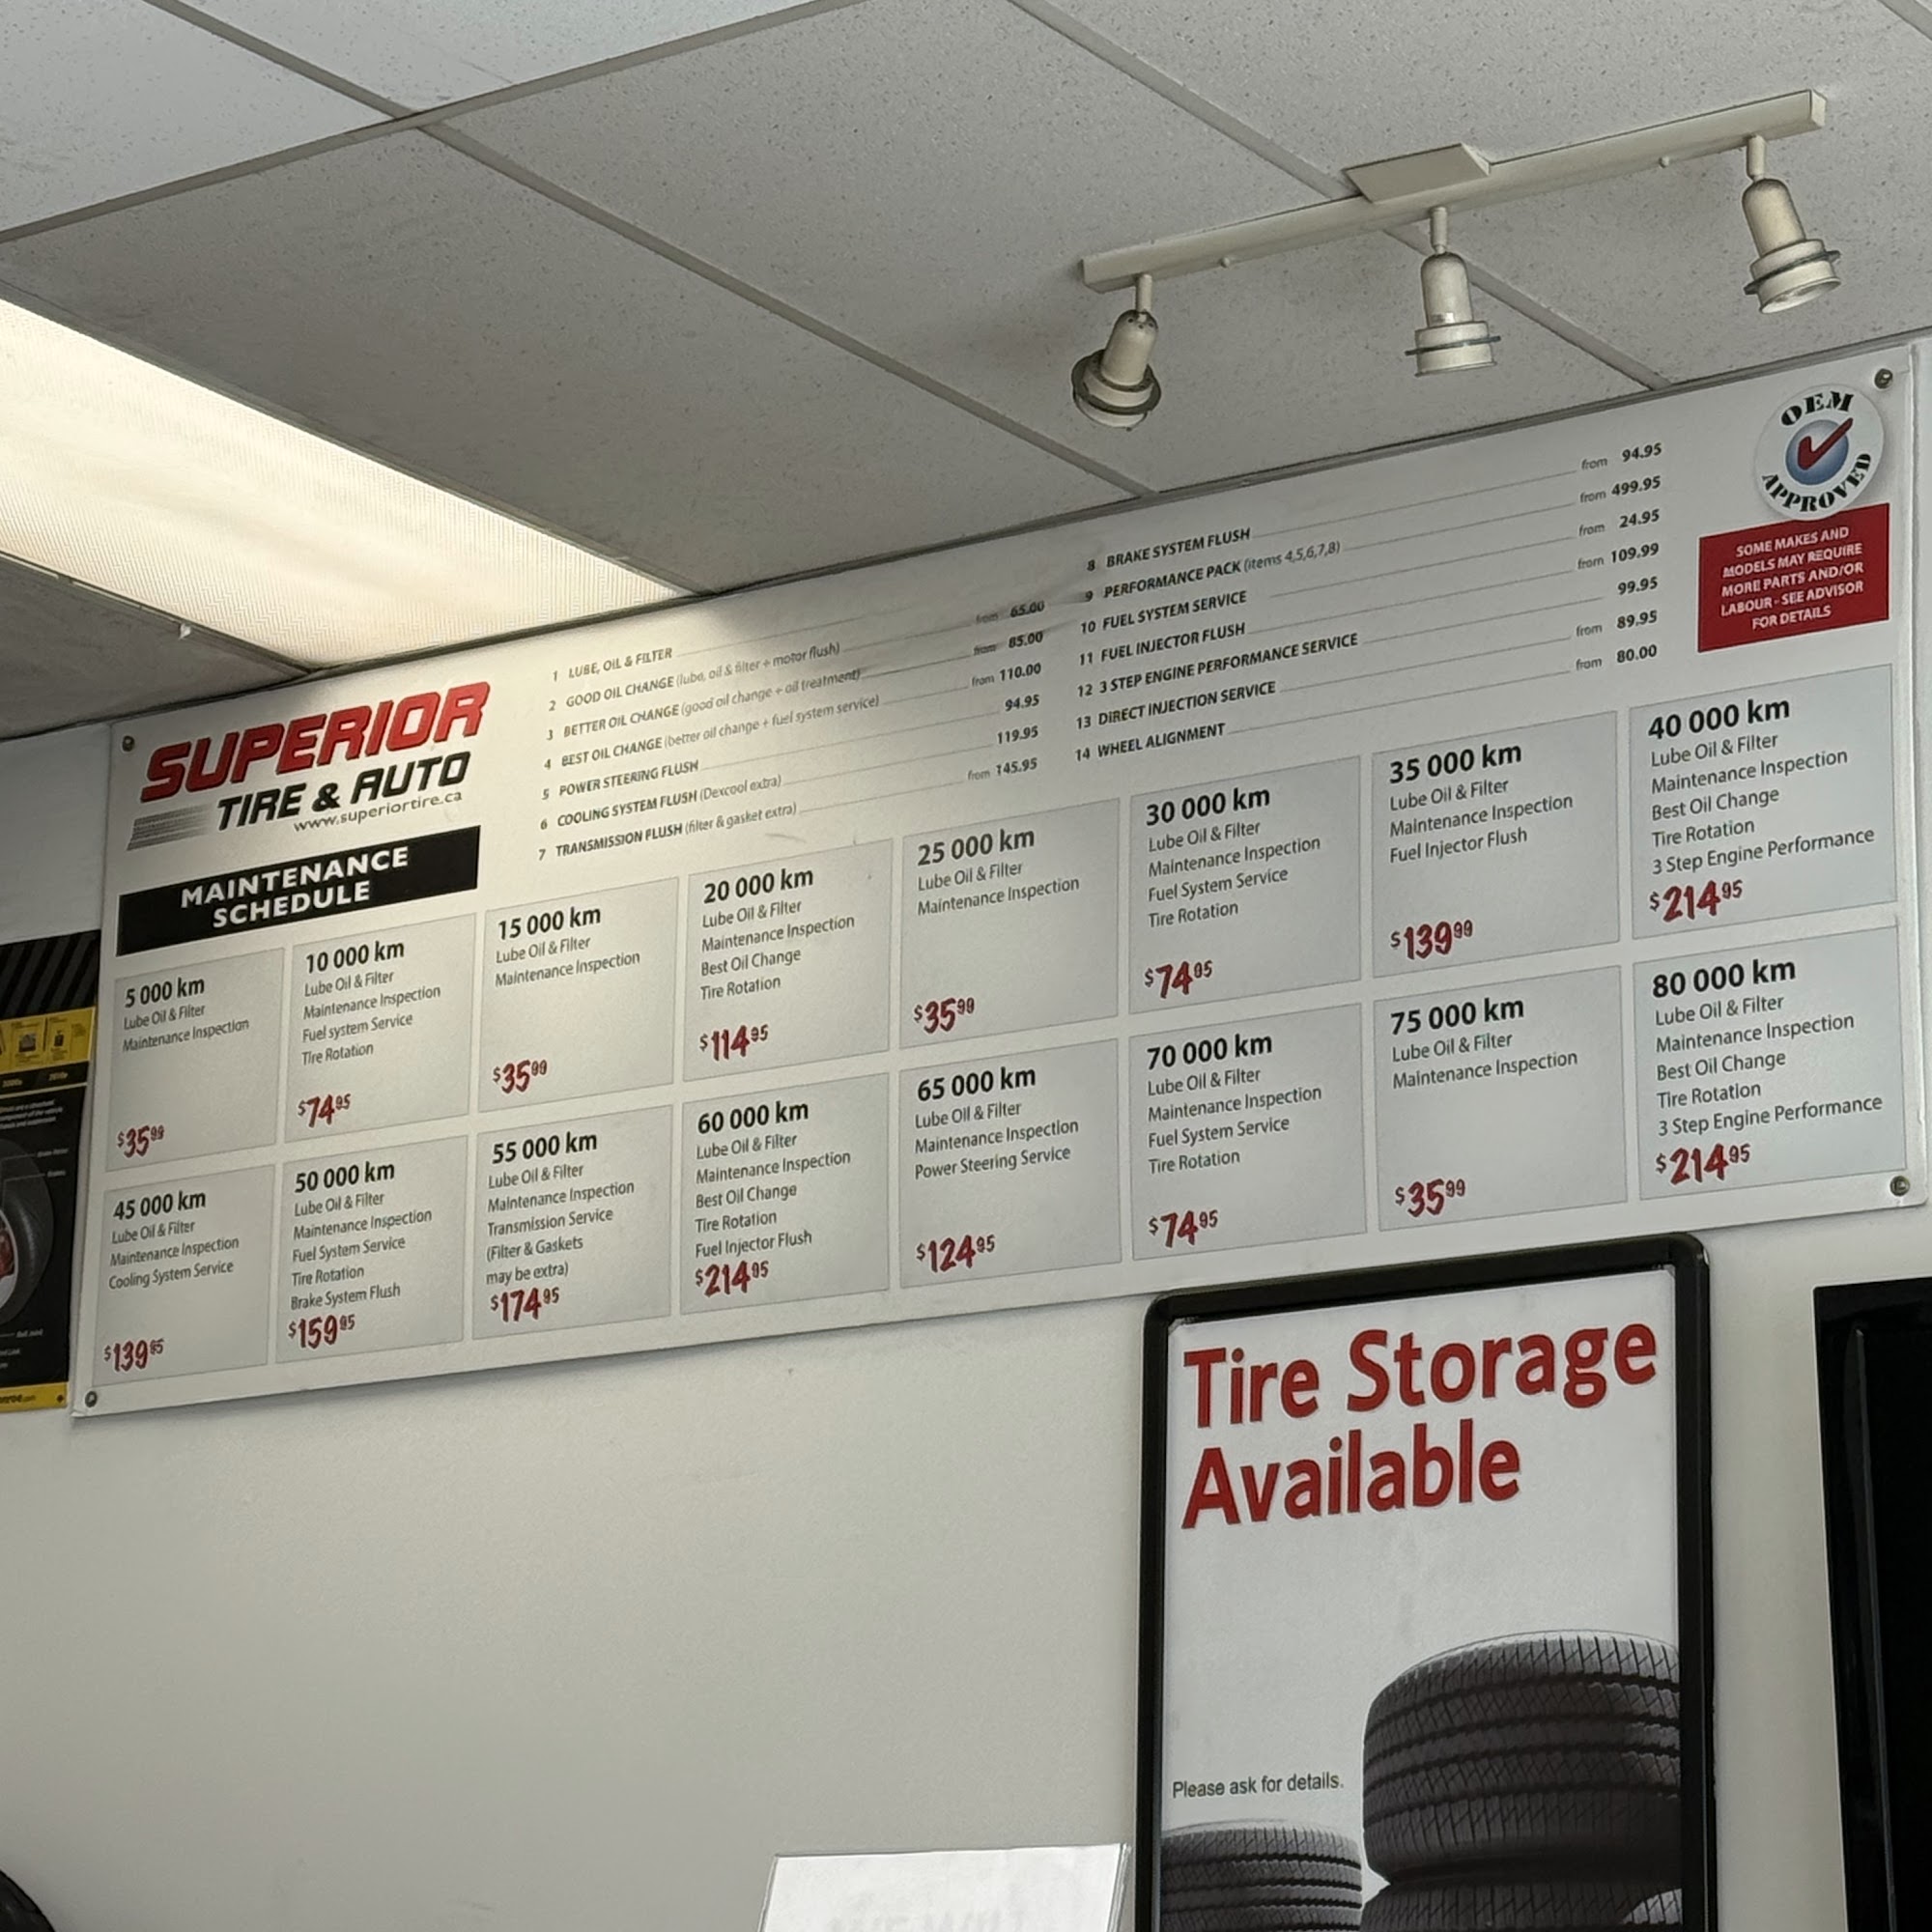 SUPERIOR
TIRE & AUTO
www.superiortire.ca
MAINTENANCE
SCHEDULE
1 LUBE, OIL & FILTER
2 GOOD OIL CHANGE (lube, oil & filter + motor flush) from 65.00
3 BETTER OIL CHANGE (good oil change + oil treatment) from 85.00
4 BEST OIL CHANGE (better oil change + fuel system service) from 110.00
5 POWER STEERING FLUSH 94.95
6 COOLING SYSTEM FLUSH (Dexcool extra) 119.95
7 TRANSMISSION FLUSH (filter & gasket extra) from 145.95
8 BRAKE SYSTEM FLUSH from 94.95
9 PERFORMANCE PACK (items 4,5,6,7,8) from 499.95
10 FUEL SYSTEM SERVICE from 24.95
11 FUEL INJECTOR FLUSH from 109.99
12 3 STEP ENGINE PERFORMANCE SERVICE 99.95
13 DIRECT INJECTION SERVICE from 89.95
14 WHEEL ALIGNMENT from 80.00
OEM
APPROVED
SOME MAKES AND
MODELS MAY REQUIRE
MORE PARTS AND/OR
LABOUR - SEE ADVISOR
FOR DETAILS
5 000 km
Lube Oil & Filter
Maintenance Inspection
$35.99
10 000 km
Lube Oil & Filter
Maintenance Inspection
Fuel system Service
Tire Rotation
$74.95
15 000 km
Lube Oil & Filter
Maintenance Inspection
$35.99
20 000 km
Lube Oil & Filter
Maintenance Inspection
Best Oil Change
Tire Rotation
$114.95
25 000 km
Lube Oil & Filter
Maintenance Inspection
$35.99
30 000 km
Lube Oil & Filter
Maintenance Inspection
Fuel System Service
Tire Rotation
$74.95
35 000 km
Lube Oil & Filter
Maintenance Inspection
Fuel Injector Flush
$139.99
40 000 km
Lube Oil & Filter
Maintenance Inspection
Best Oil Change
Tire Rotation
3 Step Engine Performance
$214.95
45 000 km
Lube Oil & Filter
Maintenance Inspection
Cooling System Service
$139.95
50 000 km
Lube Oil & Filter
Maintenance Inspection
Fuel System Service
Tire Rotation
Brake System Flush
$159.95
55 000 km
Lube Oil & Filter
Maintenance Inspection
Transmission Service
(Filter & Gaskets
may be extra)
$174.95
60 000 km
Lube Oil & Filter
Maintenance Inspection
Best Oil Change
Tire Rotation
Fuel Injector Flush
$214.95
65 000 km
Lube Oil & Filter
Maintenance Inspection
Power Steering Service
$124.95
70 000 km
Lube Oil & Filter
Maintenance Inspection
Fuel System Service
Tire Rotation
$74.95
75 000 km
Lube Oil & Filter
Maintenance Inspection
$35.99
80 000 km
Lube Oil & Filter
Maintenance Inspection
Best Oil Change
Tire Rotation
3 Step Engine Performance
$214.95
Tire Storage
Available
Please ask for details.